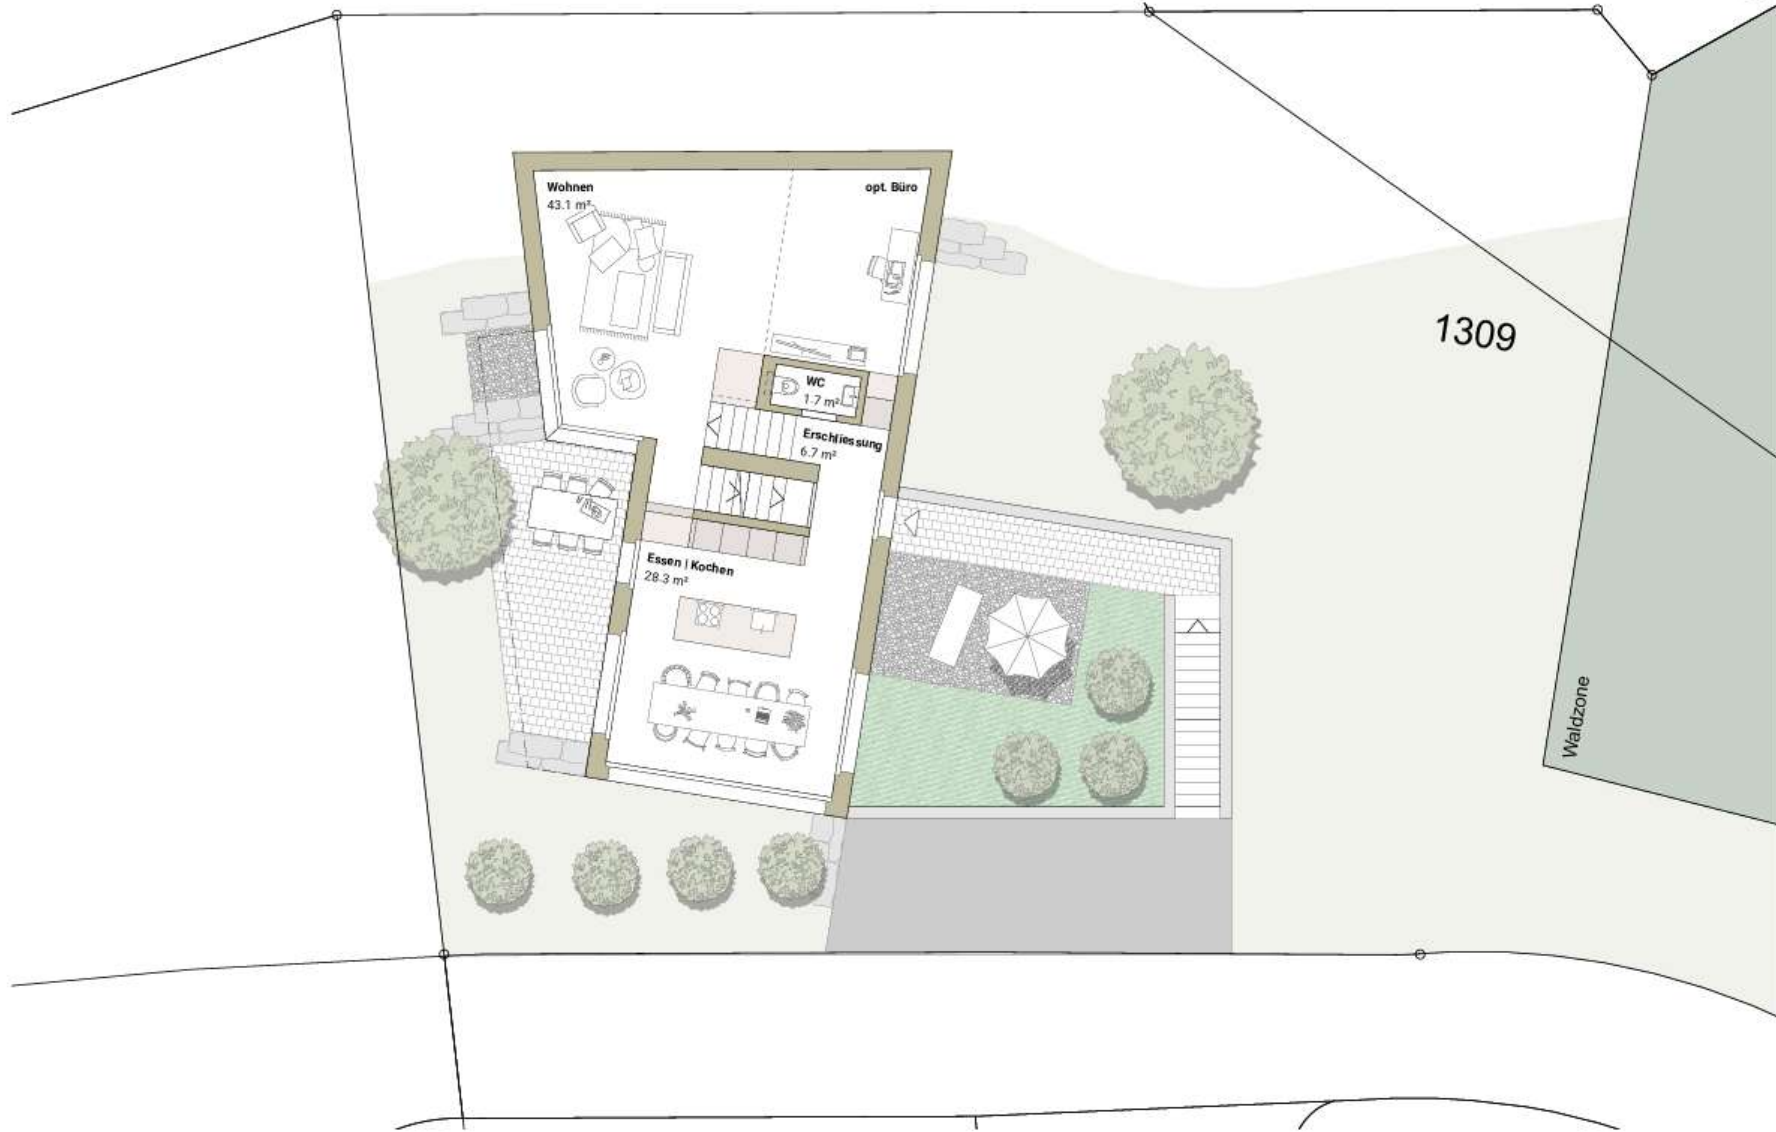 Wohnen
43.1 m²
opt. Büro
WC
1.7 m²
Erschliessung
6.7 m²
Essen | Kochen
28.3 m²
1309
Waldzone